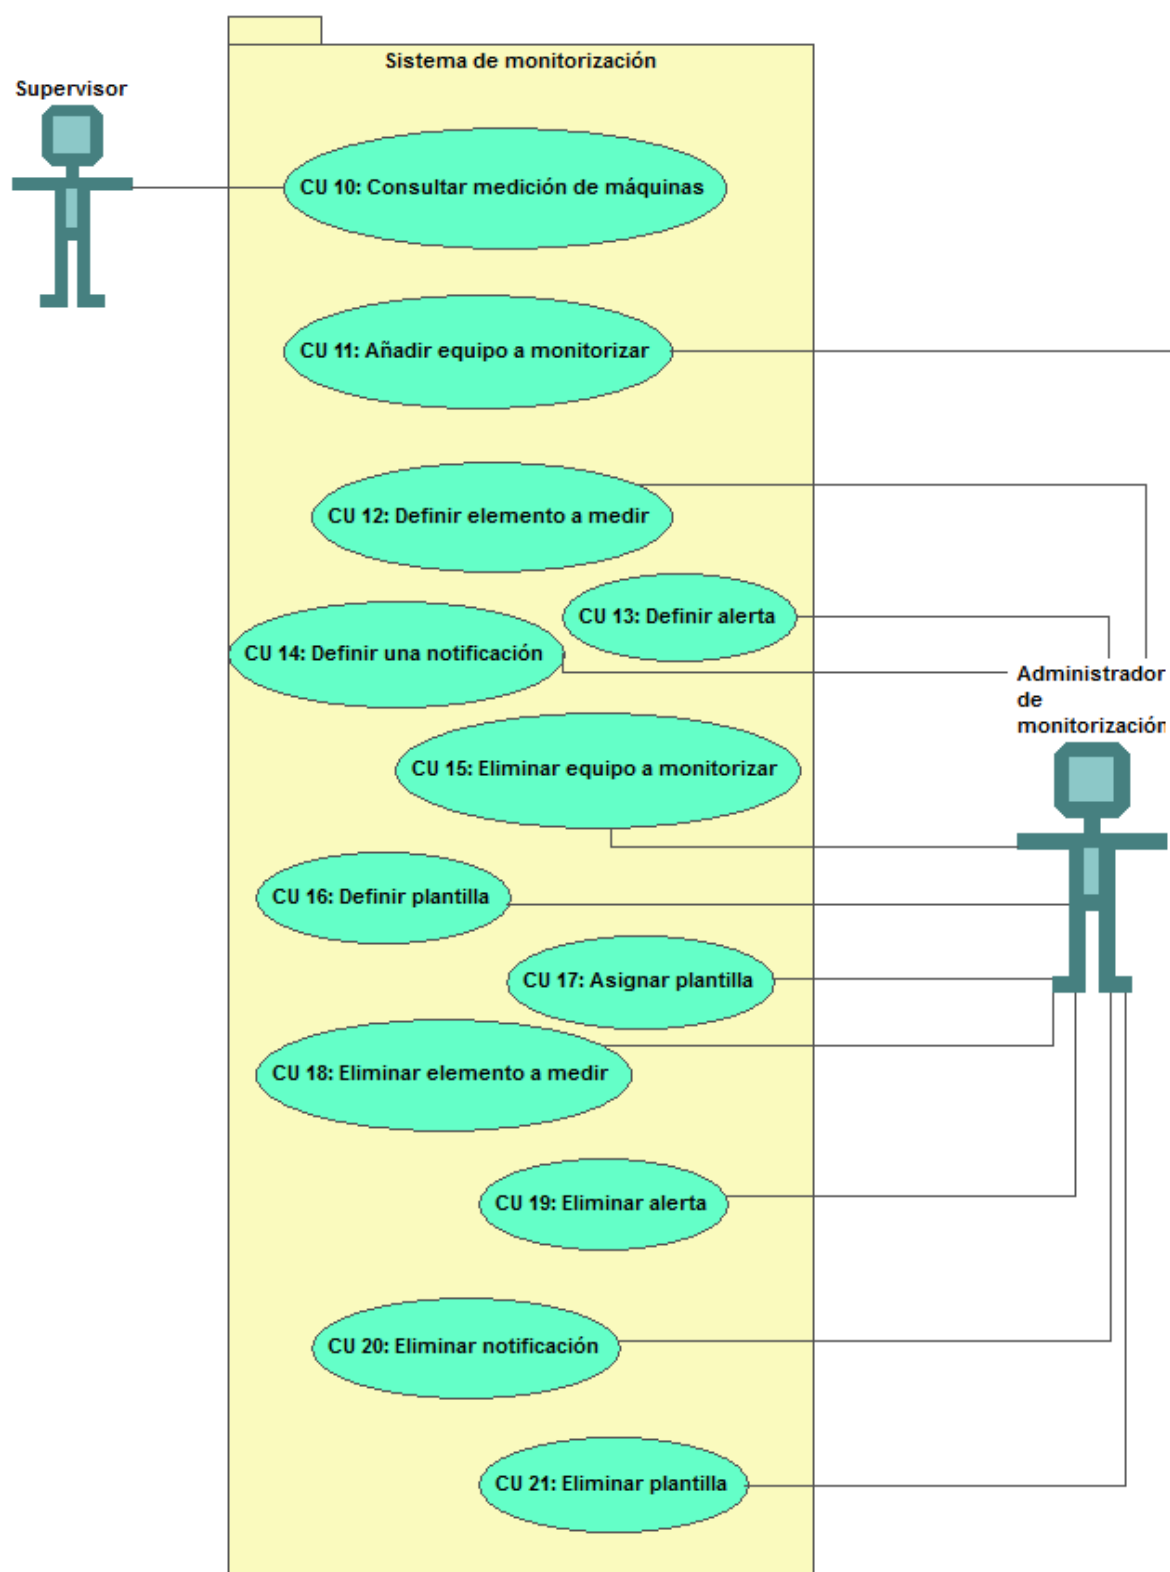 Sistema de monitorización
Supervisor
CU 10: Consultar medición de máquinas
CU 11: Añadir equipo a monitorizar
CU 12: Definir elemento a medir
CU 13: Definir alerta
CU 14: Definir una notificación
Administrador
de
monitorización
CU 15: Eliminar equipo a monitorizar
CU 16: Definir plantilla
CU 17: Asignar plantilla
CU 18: Eliminar elemento a medir
CU 19: Eliminar alerta
CU 20: Eliminar notificación
CU 21: Eliminar plantilla